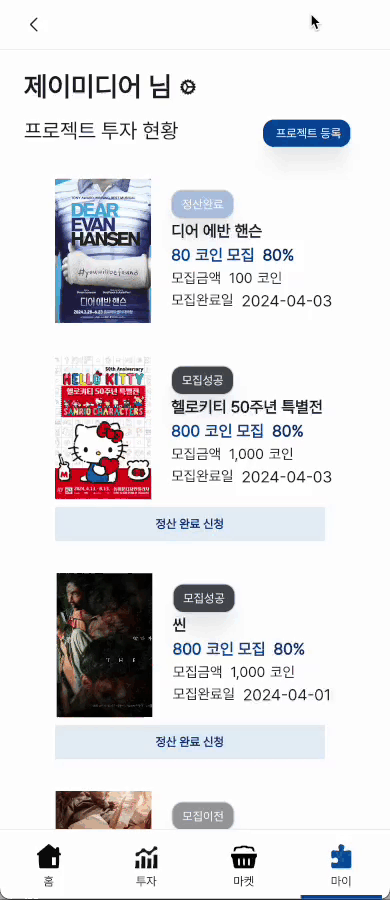 제이미디어 님
프로젝트 투자 현황
프로젝트 등록
정산완료
디어 에반 핸슨
80 코인 모집 80%
모집금액 100 코인
모집완료일 2024-04-03
DEAR
EVAN
HANSEN
#youwillbefound
디어 에반 핸슨
모집성공
헬로키티 50주년 특별전
800 코인 모집 80%
모집금액 1,000 코인
모집완료일 2024-04-03
50th Anniversary
HELLO KITTY
헬로키티 50주년 특별전
SANRIO CHARACTERS
M
정산 완료 신청
모집성공
씬
800 코인 모집 80%
모집금액 1,000 코인
모집완료일 2024-04-01
T H E
정산 완료 신청
모집이전
홈
투자
마켓
마이